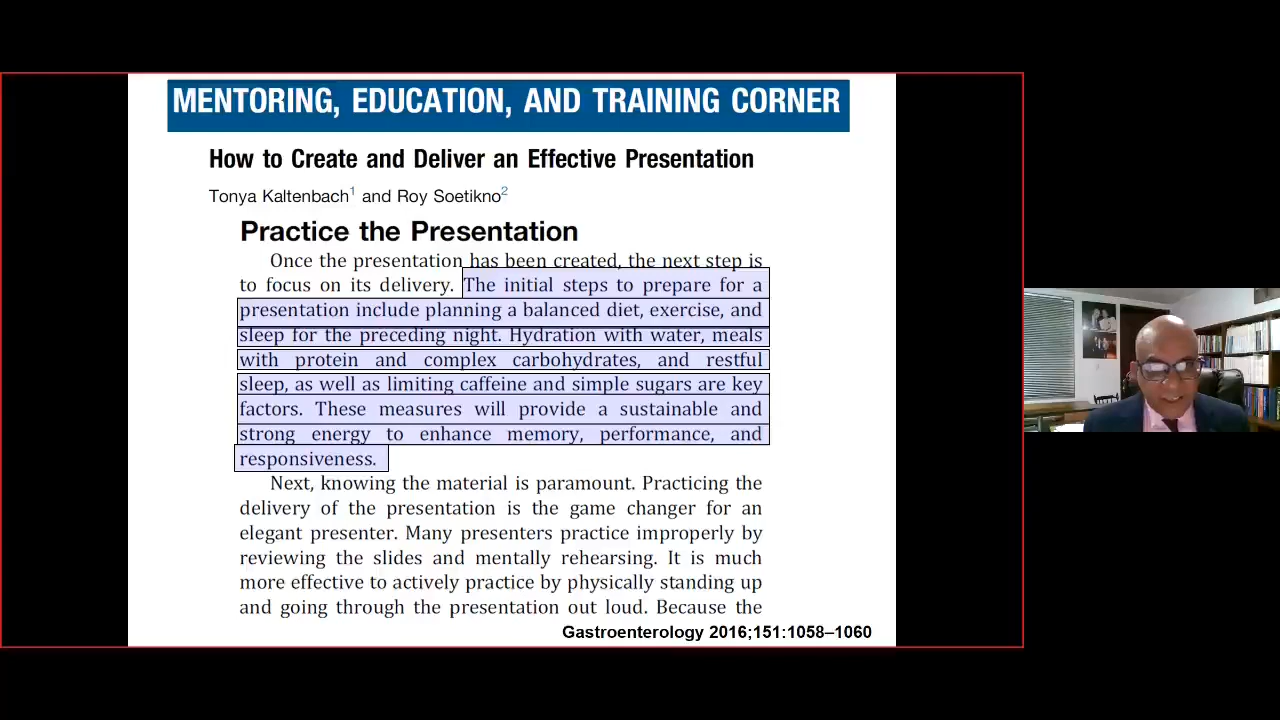 MENTORING, EDUCATION, AND TRAINING CORNER
How to Create and Deliver an Effective Presentation
Tonya Kaltenbach1 and Roy Soetikno2
Practice the Presentation
Once the presentation has been created, the next step is
to focus on its delivery. The initial steps to prepare for a
presentation include planning a balanced diet, exercise, and
sleep for the preceding night. Hydration with water, meals
with protein and complex carbohydrates, and restful
sleep, as well as limiting caffeine and simple sugars are key
factors. These measures will provide a sustainable and
strong energy to enhance memory, performance, and
responsiveness.
Next, knowing the material is paramount. Practicing the
delivery of the presentation is the game changer for an
elegant presenter. Many presenters practice improperly by
reviewing the slides and mentally rehearsing. It is much
more effective to actively practice by physically standing up
and going through the presentation out loud. Because the
Gastroenterology 2016;151:1058–1060